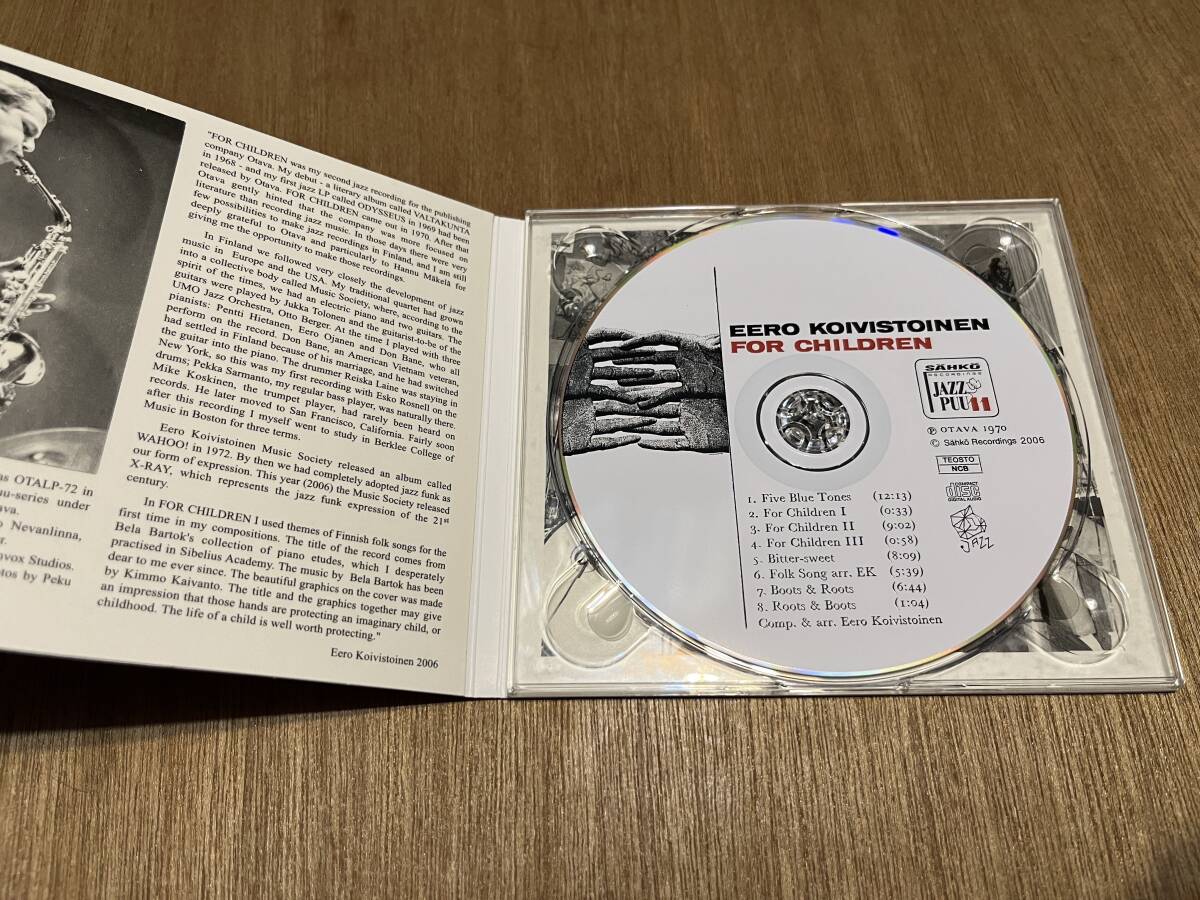 as OTALP-72 in
uu-series under
ava.
o Nevanlinna,
r.
ovox Studios.
otos by Peku
"FOR CHILDREN was my second jazz recording for the publishing
company Otava. My debut - a literary album called VALTAKUNTA
in 1968 - and my first jazz LP called ODYSSEUS in 1969 had been
released by Otava. FOR CHILDREN came out in 1970. After that
Otava gently hinted that the company was more focused on
literature than recording jazz music. In those days there were very
few possibilities to make jazz recordings in Finland, and I am still
deeply grateful to Otava and particularly to Hannu Mäkelä for
giving me the opportunity to make those recordings.
In Finland we followed very closely the development of jazz
music in Europe and the USA. My traditional quartet had grown
into a collective body called Music Society, where, according to the
spirit of the times, we had an electric piano and two guitars. The
guitars were played by Jukka Tolonen and the guitarist-to-be of the
UMO Jazz Orchestra, Otto Berger. At the time I played with three
pianists: Pentti Hietanen, Eero Ojanen and Don Bane, who all
perform on the record. Don Bane, an American Vietnam veteran,
had settled in Finland because of his marriage, and he had switched
the guitar into the piano. The drummer Reiska Laine was staying in
New York, so this was my first recording with Esko Rosnell on the
drums; Pekka Sarmanto, my regular bass player, was naturally there.
Mike Koskinen, the trumpet player, had rarely been heard on
records. He later moved to San Francisco, California. Fairly soon
after this recording I myself went to study in Berklee College of
Music in Boston for three terms.
Eero Koivistoinen Music Society released an album called
WAHOO! in 1972. By then we had completely adopted jazz funk as
our form of expression. This year (2006) the Music Society released
X-RAY, which represents the jazz funk expression of the 21st
century.
In FOR CHILDREN I used themes of Finnish folk songs for the
first time in my compositions. The title of the record comes from
Bela Bartok's collection of piano etudes, which I desperately
practised in Sibelius Academy. The music by Bela Bartok has been
dear to me ever since. The beautiful graphics on the cover was made
by Kimmo Kaivanto. The title and the graphics together may give
an impression that those hands are protecting an imaginary child, or
childhood. The life of a child is well worth protecting."
Eero Koivistoinen 2006
EERO KOIVISTOINEN
FOR CHILDREN
SÄHKÖ
RECORDINGS
JAZZ
PUU11
℗ OTAVA 1970
© Sähkö Recordings 2006
TEOSTO
NCB
COMPACT
disc
DIGITAL AUDIO
JAZZ
1. Five Blue Tones (12:13)
2. For Children I (0:33)
3. For Children II (9:02)
4. For Children III (0:58)
5. Bitter-sweet (8:09)
6. Folk Song arr. EK (5:39)
7. Boots & Roots (6:44)
8. Roots & Boots (1:04)
Comp. & arr. Eero Koivistoinen